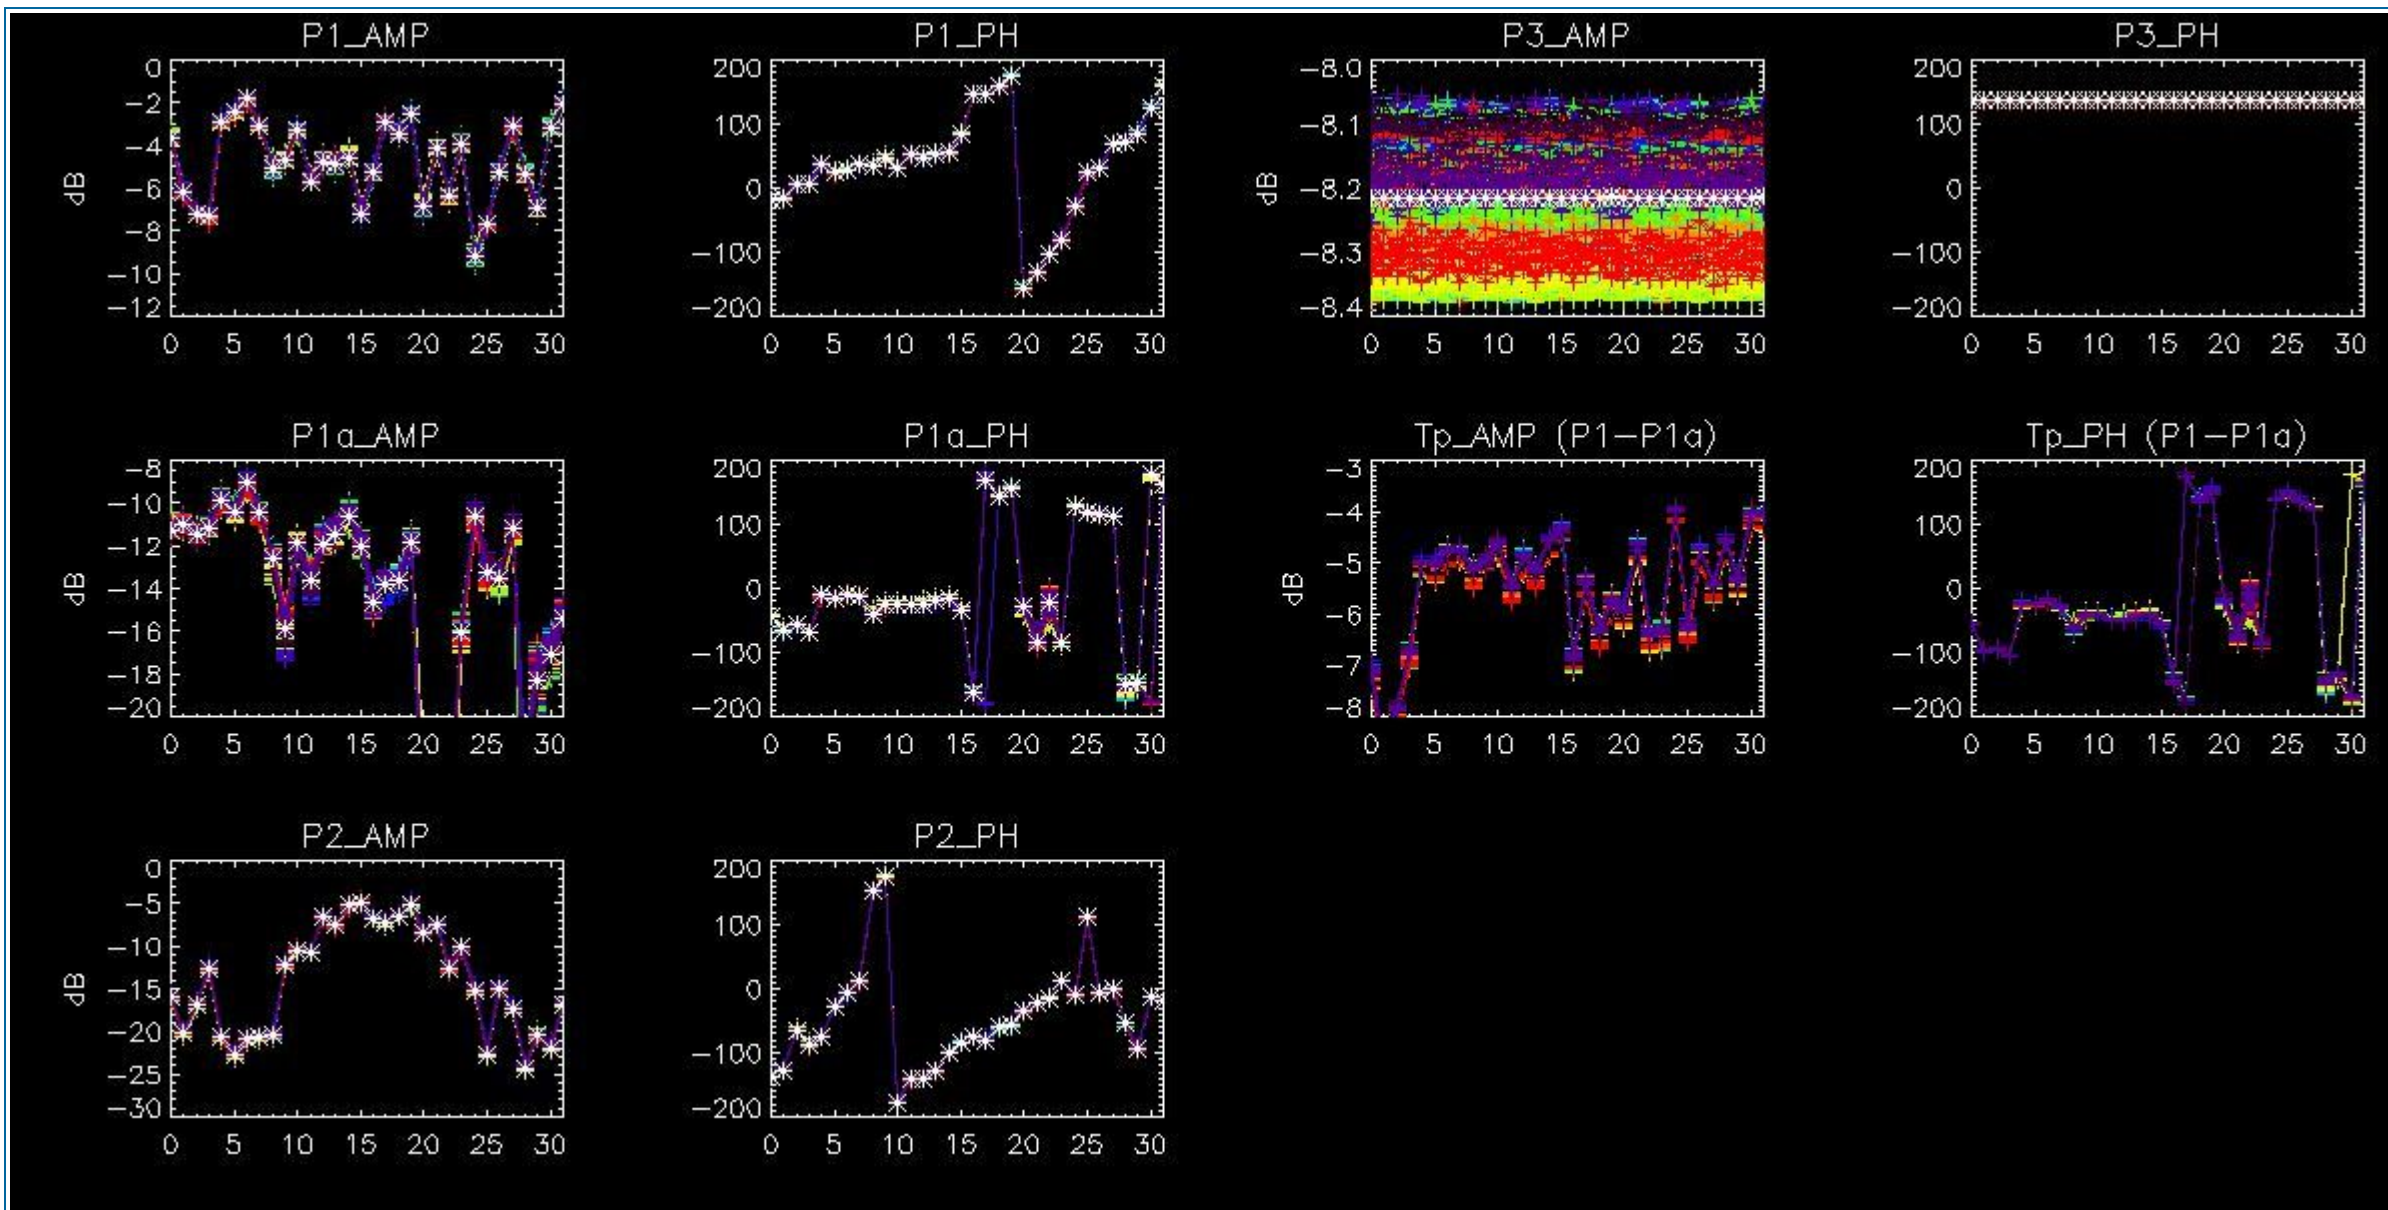 P1_AMP
0
−2
−4
−6
−8
−10
−12
dB
0 5 10 15 20 25 30
P1_PH
200
100
0
−100
−200
0 5 10 15 20 25 30
P3_AMP
−8.0
−8.1
−8.2
−8.3
−8.4
dB
0 5 10 15 20 25 30
P3_PH
200
100
0
−100
−200
0 5 10 15 20 25 30
P1a_AMP
−8
−10
−12
−14
−16
−18
−20
dB
0 5 10 15 20 25 30
P1a_PH
200
100
0
−100
−200
0 5 10 15 20 25 30
Tp_AMP (P1−P1a)
−3
−4
−5
−6
−7
−8
dB
0 5 10 15 20 25 30
Tp_PH (P1−P1a)
200
100
0
−100
−200
0 5 10 15 20 25 30
P2_AMP
0
−5
−10
−15
−20
−25
−30
dB
0 5 10 15 20 25 30
P2_PH
200
100
0
−100
−200
0 5 10 15 20 25 30